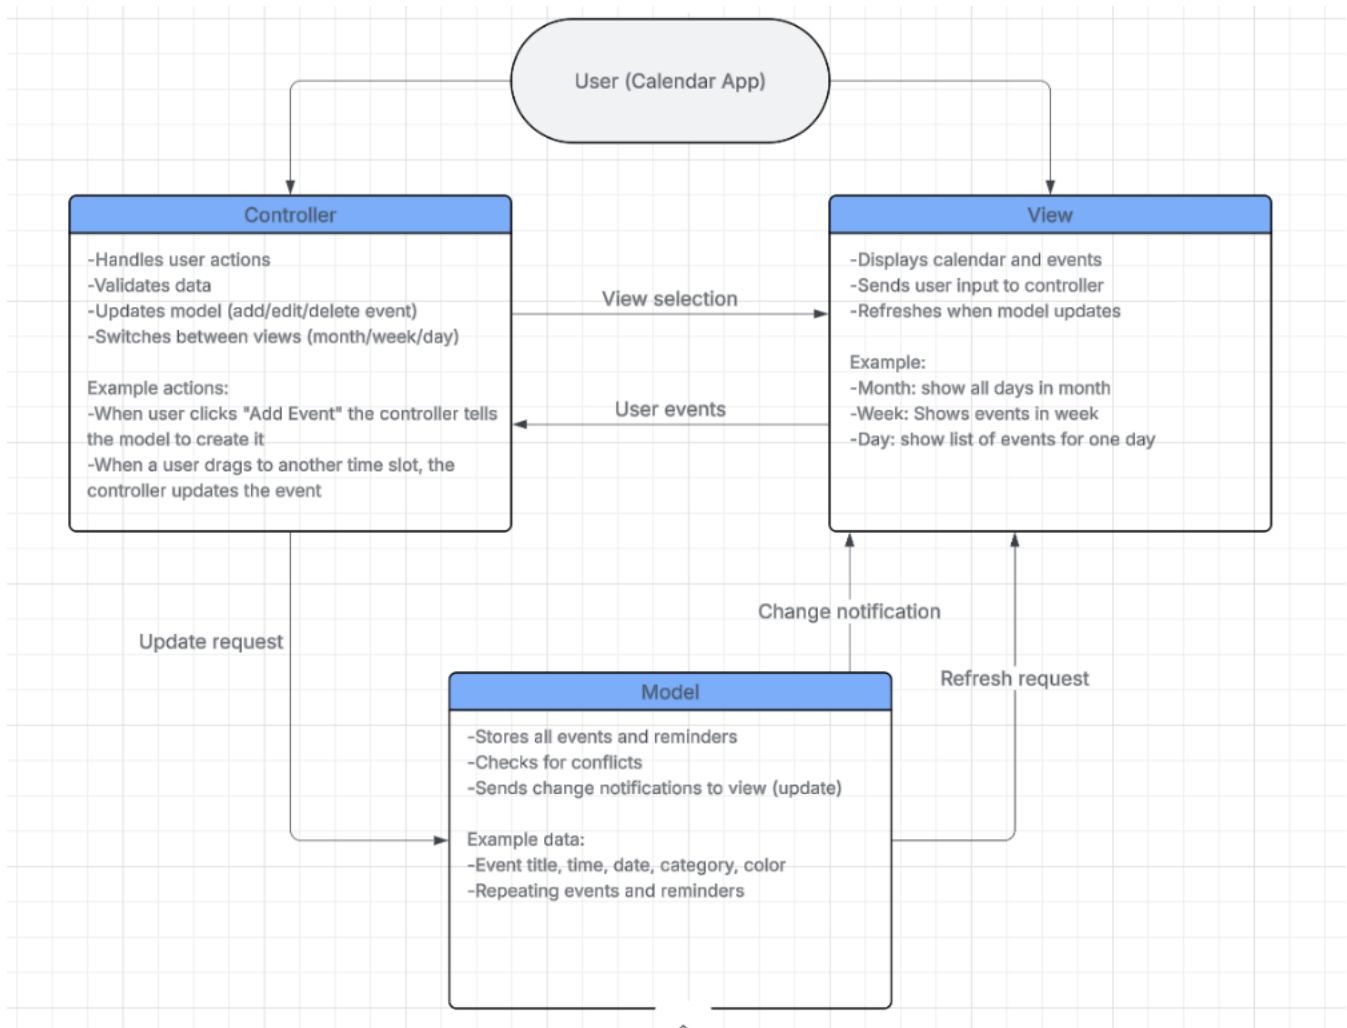 User (Calendar App)
Controller
-Handles user actions
-Validates data
-Updates model (add/edit/delete event)
-Switches between views (month/week/day)
Example actions:
-When user clicks "Add Event" the controller tells
the model to create it
-When a user drags to another time slot, the
controller updates the event
View selection
User events
View
-Displays calendar and events
-Sends user input to controller
-Refreshes when model updates
Example:
-Month: show all days in month
-Week: Shows events in week
-Day: show list of events for one day
Update request
Change notification
Refresh request
Model
-Stores all events and reminders
-Checks for conflicts
-Sends change notifications to view (update)
Example data:
-Event title, time, date, category, color
-Repeating events and reminders